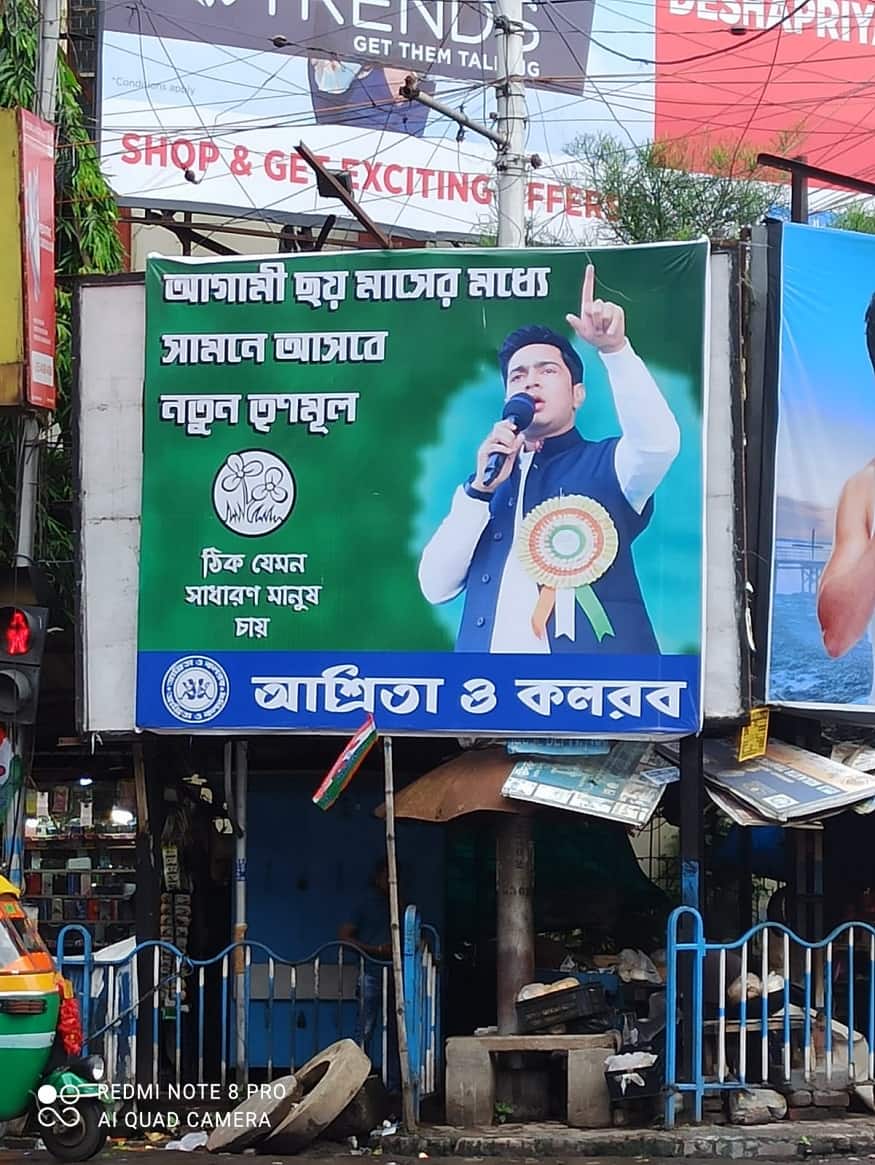 TRENDS
GET THEM TALKING
*Conditions apply
SHOP & GET EXCITING OFFERS
DESHAPRIYA
আগামী ছয় মাসের মধ্যে
সামনে আসবে
নতুন তৃণমূল
ঠিক যেমন
সাধারণ মানুষ
চায়
আশ্রিতা ও কলরব
REDMI NOTE 8 PRO
AI QUAD CAMERA